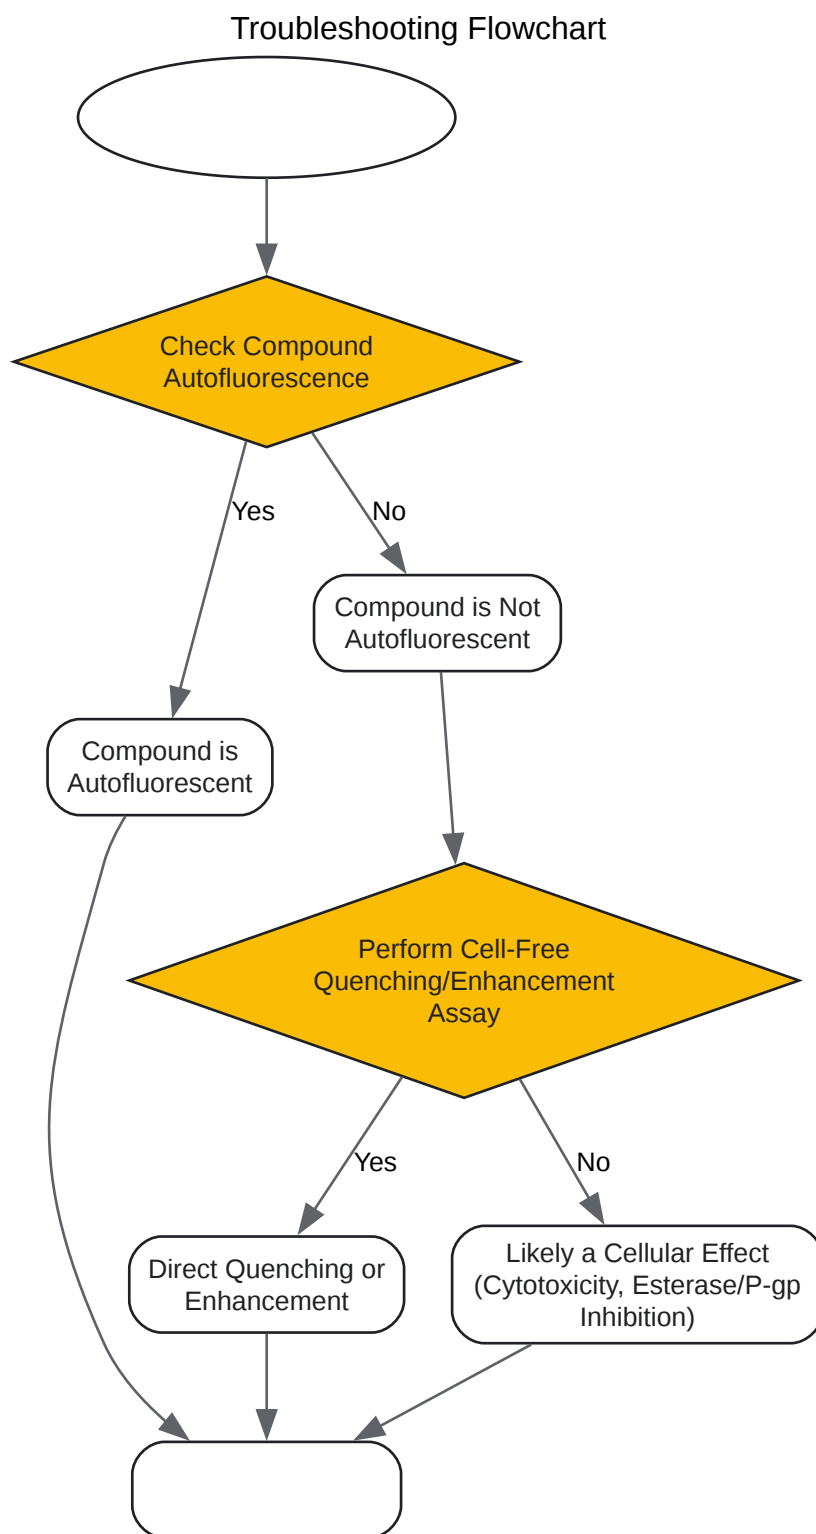 Troubleshooting Flowchart
Check Compound
Autofluorescence
Yes
No
Compound is Not
Autofluorescent
Compound is
Autofluorescent
Perform Cell-Free
Quenching/Enhancement
Assay
Yes
No
Direct Quenching or
Enhancement
Likely a Cellular Effect
(Cytotoxicity, Esterase/P-gp
Inhibition)